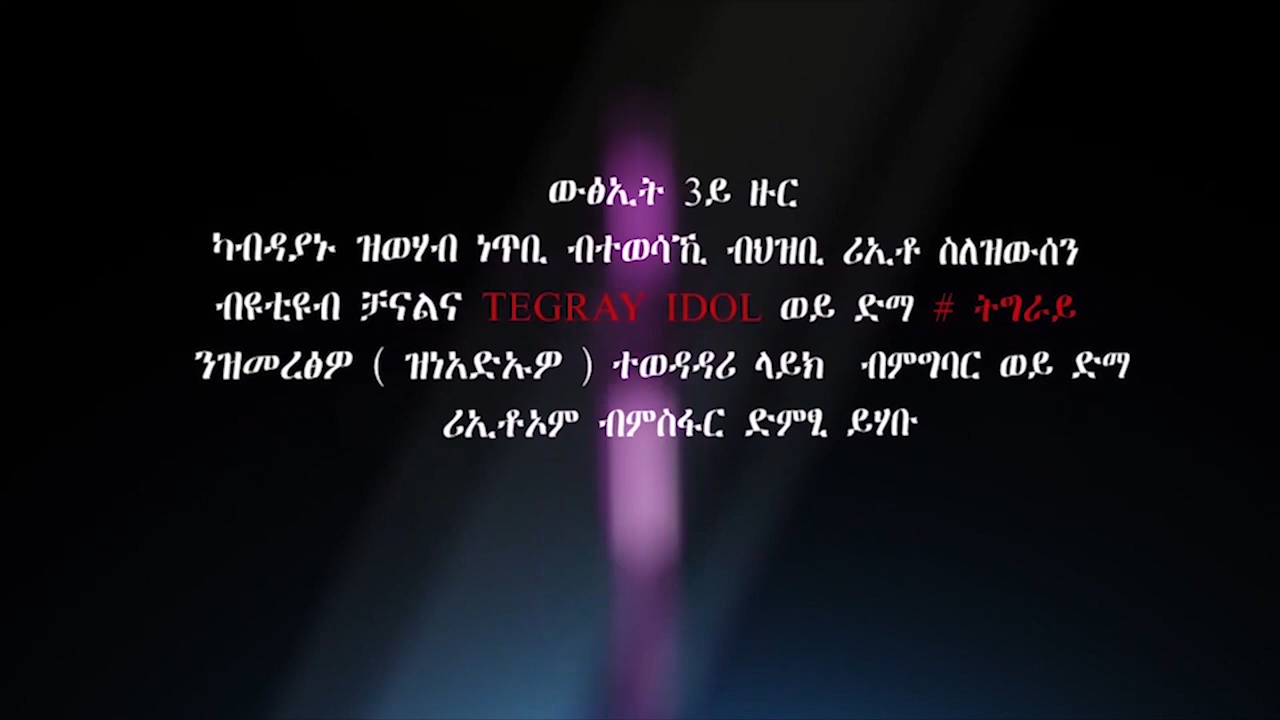 ውፅኢት 3ይ ዙር
ካብዳያኑ ዝወሃብ ነጥቢ ብተወሳኺ ብህዝቢ ሪኢቶ ስለዝውሰን
ብዩቲዩብ ቻናልና TEGRAY IDOL ወይ ድማ # ትግራይ
ንዝመረፅዎ ( ዝነአድኡዎ ) ተወዳዳሪ ላይክ ብምግባር ወይ ድማ
ሪኢቶኦም ብምስፋር ድምፂ ይሃቡ